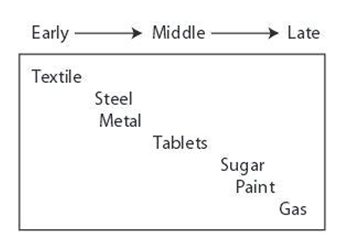 Early Middle Late
Textile
Steel
Metal
Tablets
Sugar
Paint
Gas